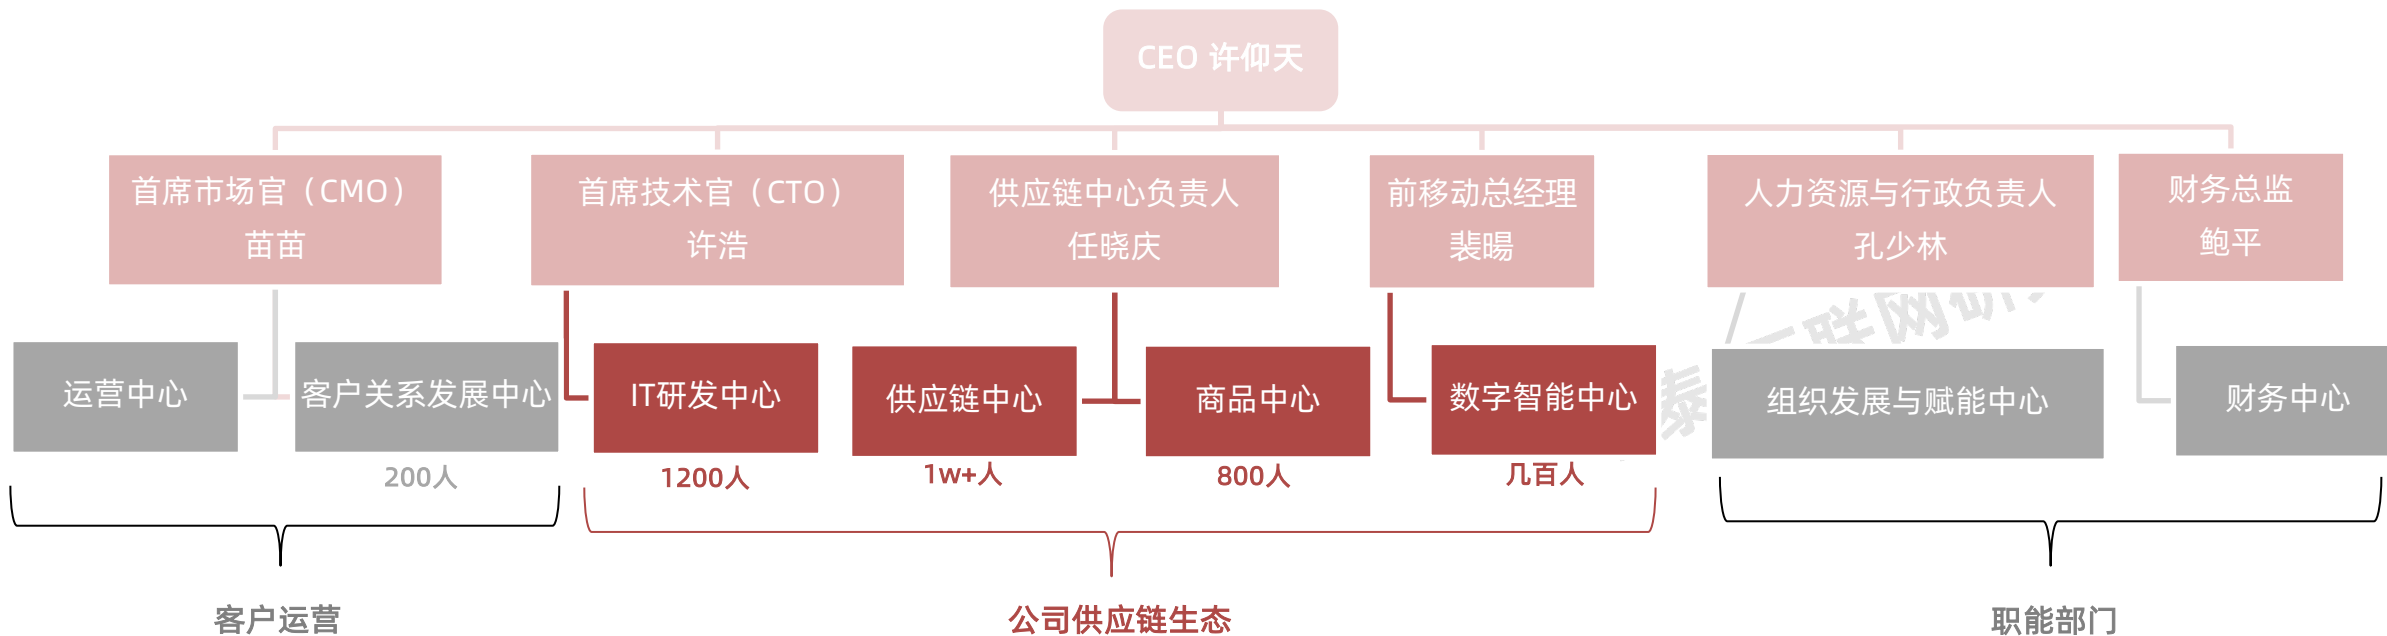 CEO 许仰天
首席市场官（CMO）
苗苗
首席技术官（CTO）
许浩
供应链中心负责人
任晓庆
前移动总经理
裴暘
人力资源与行政负责人
孔少林
财务总监
鲍平
运营中心
客户关系发展中心
IT研发中心
供应链中心
商品中心
数字智能中心
组织发展与赋能中心
财务中心
200人
1200人
1w+人
800人
几百人
客户运营
公司供应链生态
职能部门